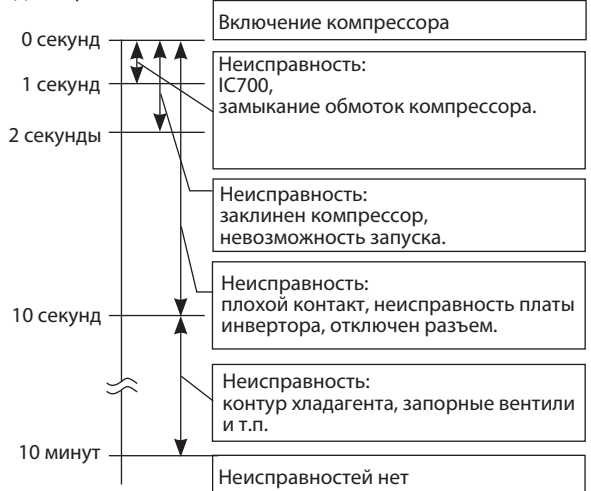 Включение компрессора
0 секунд
Неисправность:
IC700,
замыкание обмоток компрессора.
1 секунд
2 секунды
Неисправность:
заклинен компрессор,
невозможность запуска.
Неисправность:
плохой контакт, неисправность платы
инвертора, отключен разъем.
10 секунд
Неисправность:
контур хладагента, запорные вентили
и т.п.
10 минут
Неисправностей нет